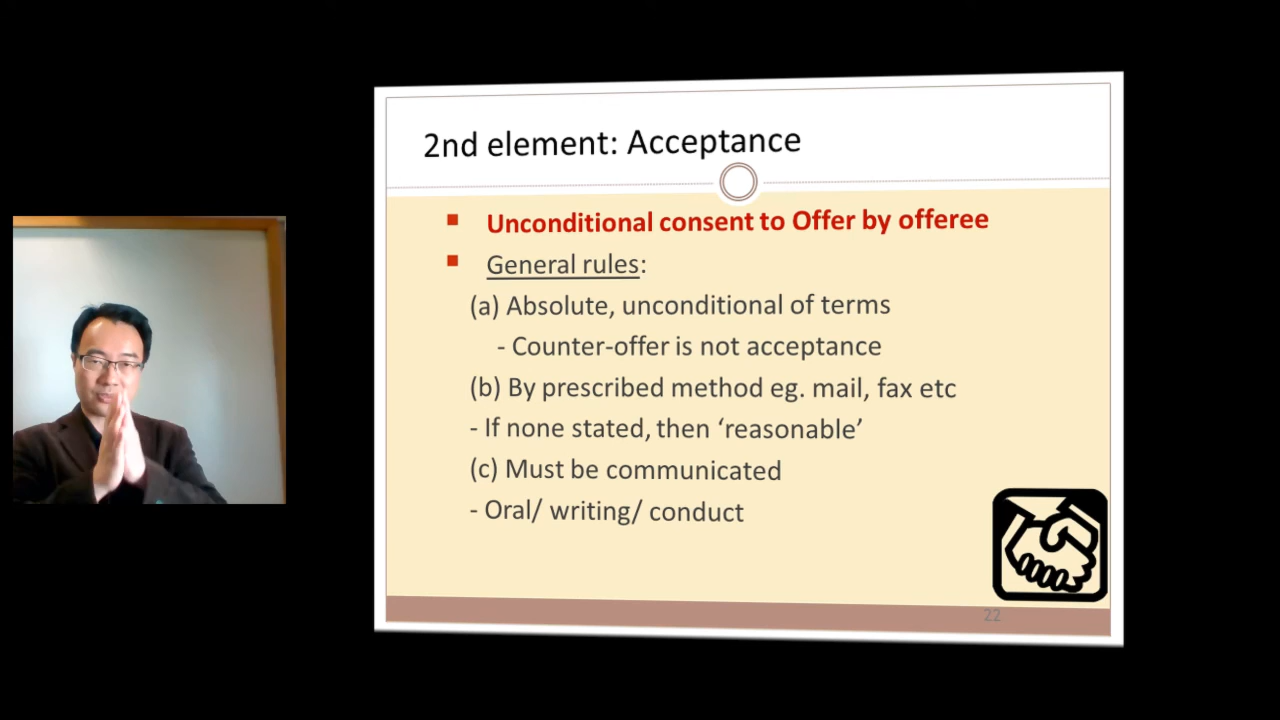 2nd element: Acceptance
Unconditional consent to Offer by offeree
General rules:
(a) Absolute, unconditional of terms
- Counter-offer is not acceptance
(b) By prescribed method eg. mail, fax etc
- If none stated, then ‘reasonable’
(c) Must be communicated
- Oral/ writing/ conduct
22